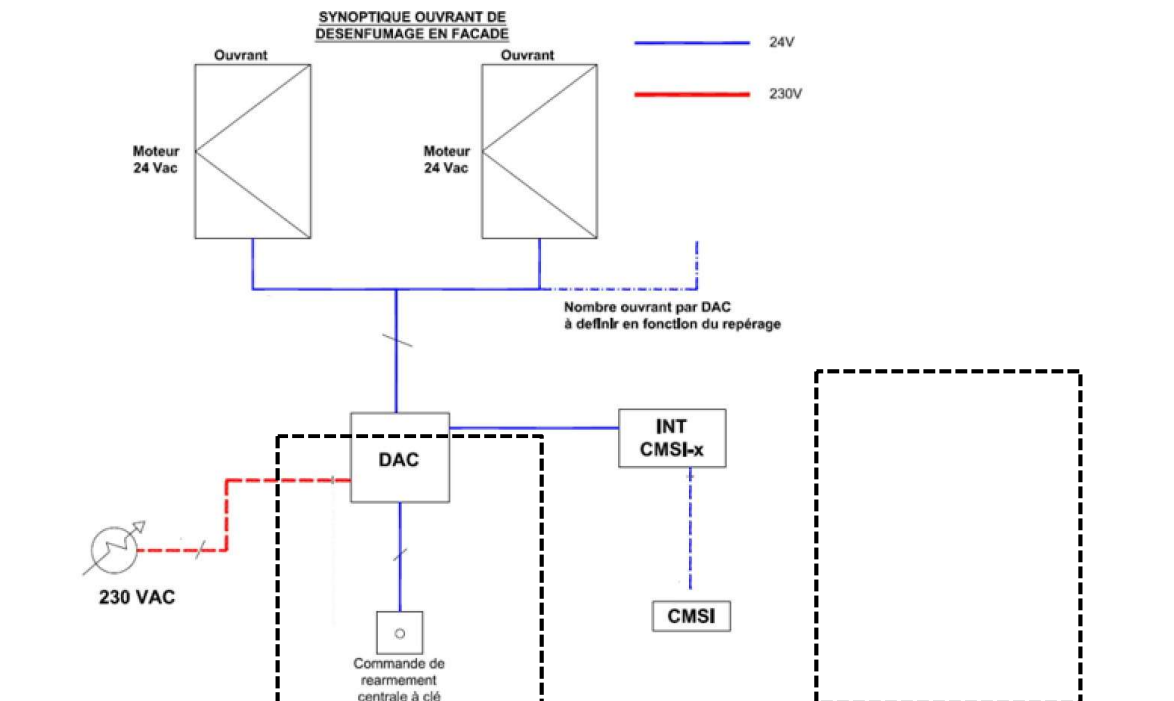 SYNOPTIQUE OUVRANT DE
DESENFUMAGE EN FACADE
24V
230V
Ouvrant
Ouvrant
Moteur
24 Vac
Moteur
24 Vac
Nombre ouvrant par DAC
à definir en fonction du repérage
INT
CMSI-x
DAC
230 VAC
CMSI
Commande de
rearmement
centrale à clé